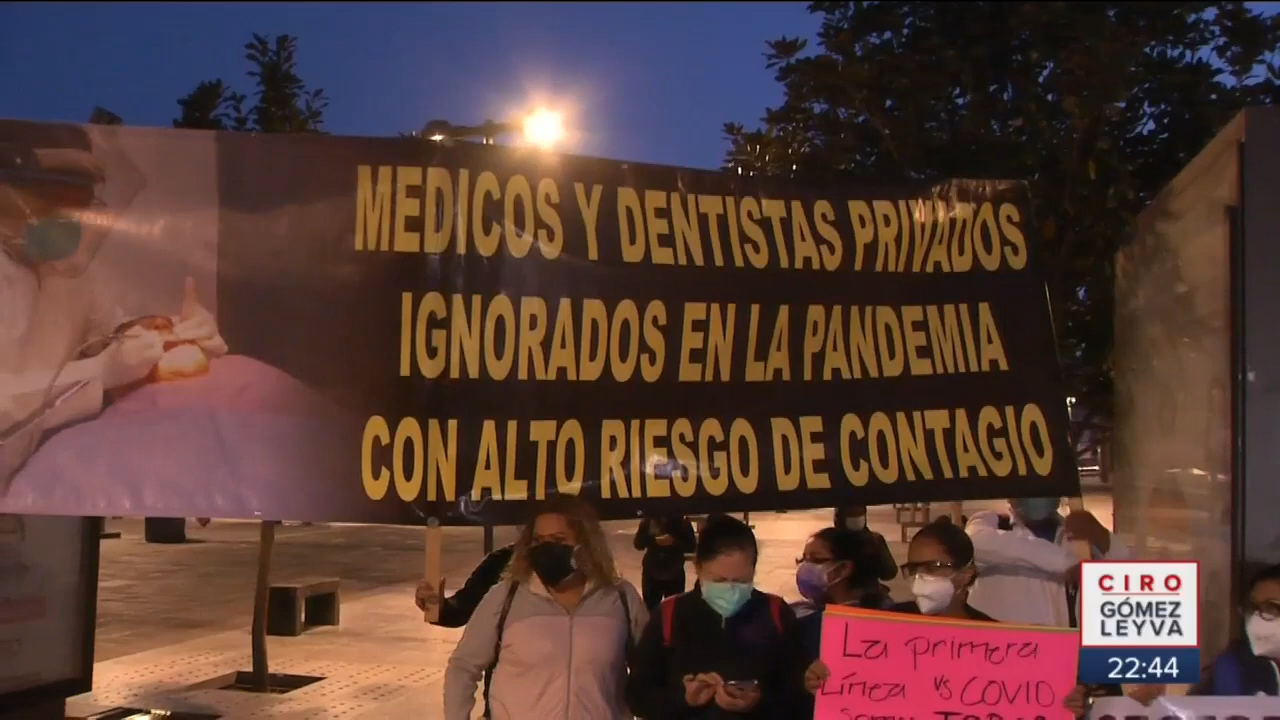 MEDICOS Y DENTISTAS PRIVADOS
IGNORADOS EN LA PANDEMIA
CON ALTO RIESGO DE CONTAGIO
La primera
Línea vs COVID
CIRO
GÓMEZ
LEYVA
22:44